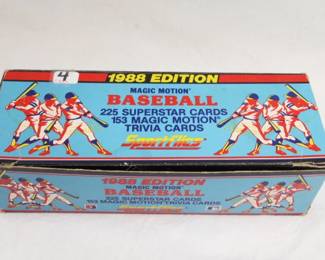 4
1988 EDITION
MAGIC MOTION
BASEBALL
225 SUPERSTAR CARDS
153 MAGIC MOTION
TRIVIA CARDS
Sportflics
1988 EDITION
MAGIC MOTION
BASEBALL
225 SUPERSTAR CARDS
153 MAGIC MOTION TRIVIA CARDS